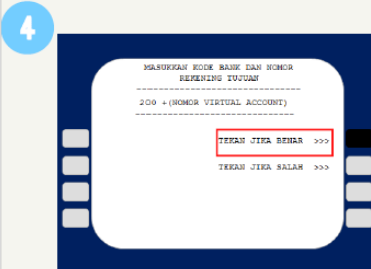 4
MASUKKAN KODE BANK DAN NOMOR
REKENING TUJUAN
-------------------------------
200 +(NOMOR VIRTUAL ACCOUNT)
------------------------------
TEKAN JIKA BENAR >>>
TEKAN JIKA SALAH >>>